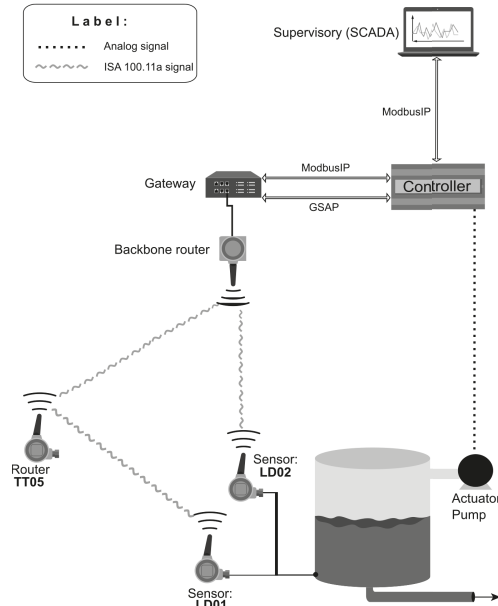 Label:
Analog signal
ISA 100.11a signal
Supervisory (SCADA)
ModbusIP
ModbusIP
Gateway
Controller
GSAP
Backbone router
Router
TT05
Sensor:
LD02
Actuator
Pump
Sensor:
LD01